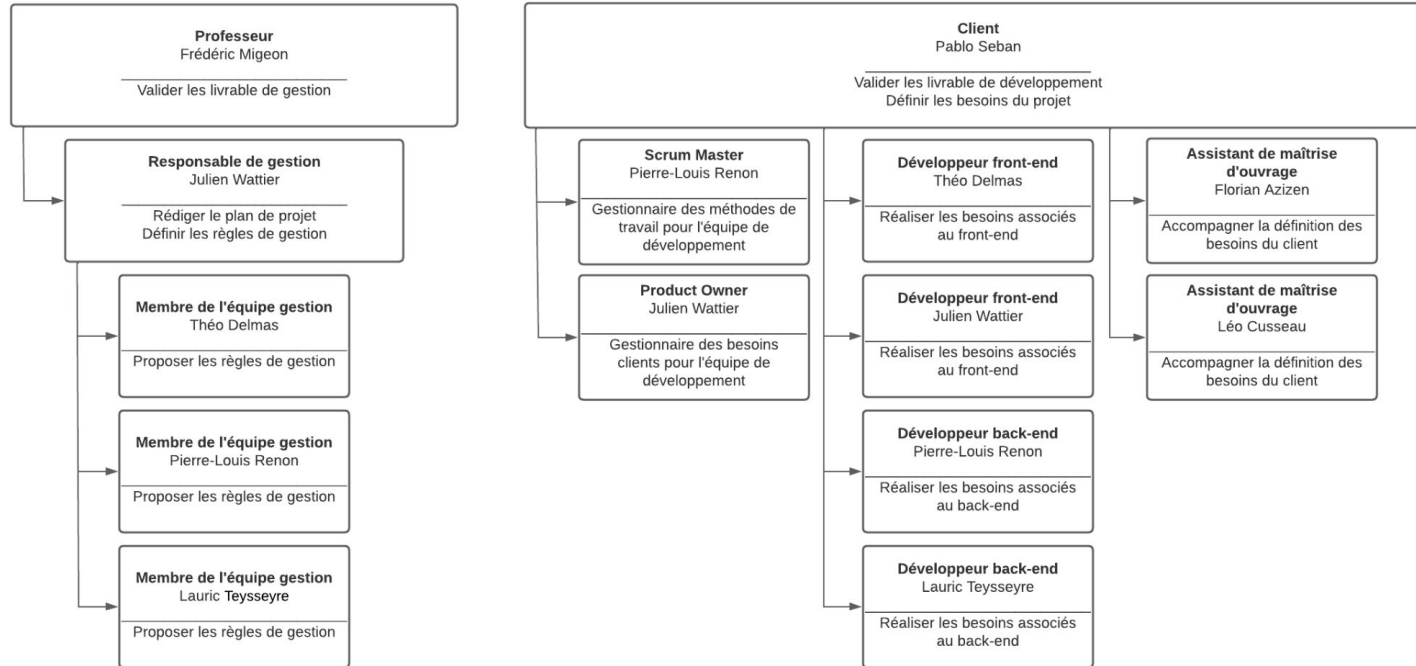 Professeur
Frédéric Migeon
Valider les livrable de gestion
Responsable de gestion
Julien Wattier
Rédiger le plan de projet
Définir les règles de gestion
Membre de l'équipe gestion
Théo Delmas
Proposer les règles de gestion
Membre de l'équipe gestion
Pierre-Louis Renon
Proposer les règles de gestion
Membre de l'équipe gestion
Lauric Teysseyre
Proposer les règles de gestion
Client
Pablo Seban
Valider les livrable de développement
Définir les besoins du projet
Scrum Master
Pierre-Louis Renon
Gestionnaire des méthodes de
travail pour l'équipe de
développement
Product Owner
Julien Wattier
Gestionnaire des besoins
clients pour l'équipe de
développement
Développeur front-end
Théo Delmas
Réaliser les besoins associés
au front-end
Développeur front-end
Julien Wattier
Réaliser les besoins associés
au front-end
Développeur back-end
Pierre-Louis Renon
Réaliser les besoins associés
au back-end
Développeur back-end
Lauric Teysseyre
Réaliser les besoins associés
au back-end
Assistant de maîtrise
d'ouvrage
Florian Azizen
Accompagner la définition des
besoins du client
Assistant de maîtrise
d'ouvrage
Léo Cusseau
Accompagner la définition des
besoins du client